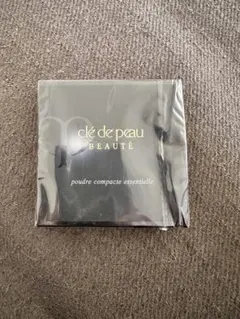 clé de peau
BEAUTÉ
poudre compacte essentielle